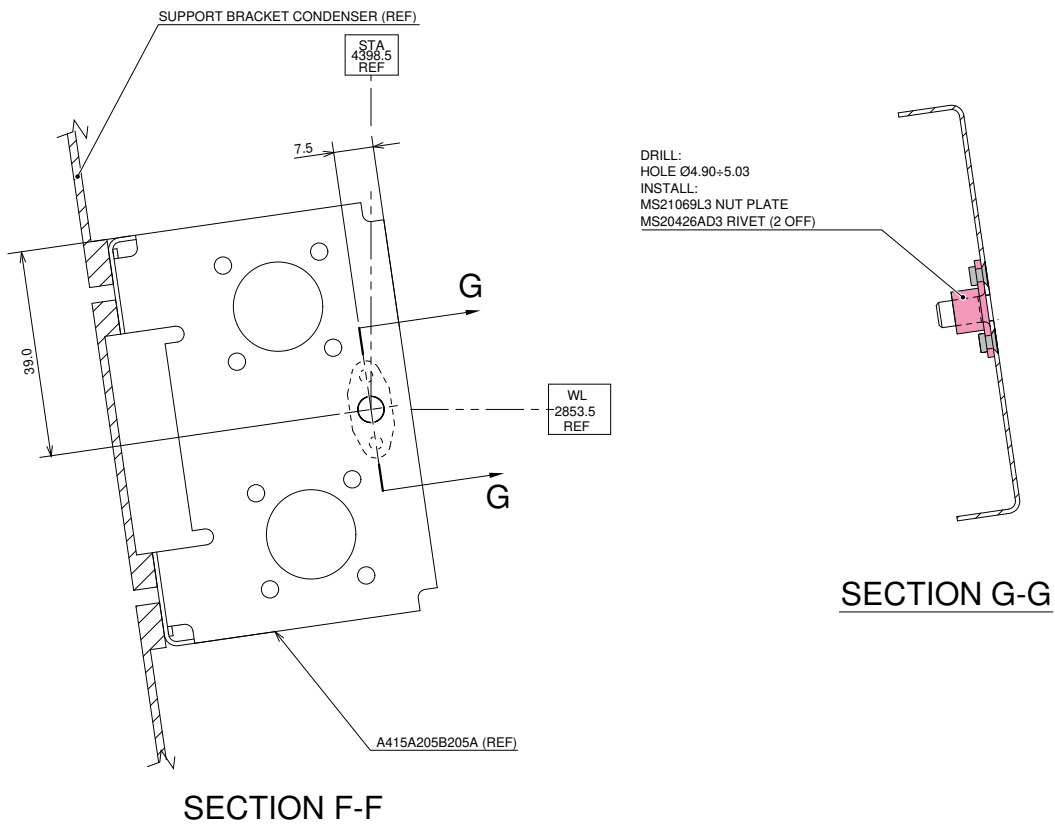 SUPPORT BRACKET CONDENSER (REF)
STA
4398.5
REF
7.5
DRILL:
HOLE Ø4.90÷5.03
INSTALL:
MS21069L3 NUT PLATE
MS20426AD3 RIVET (2 OFF)
G
39.0
WL
2853.5
REF
G
SECTION G-G
A415A205B205A (REF)
SECTION F-F